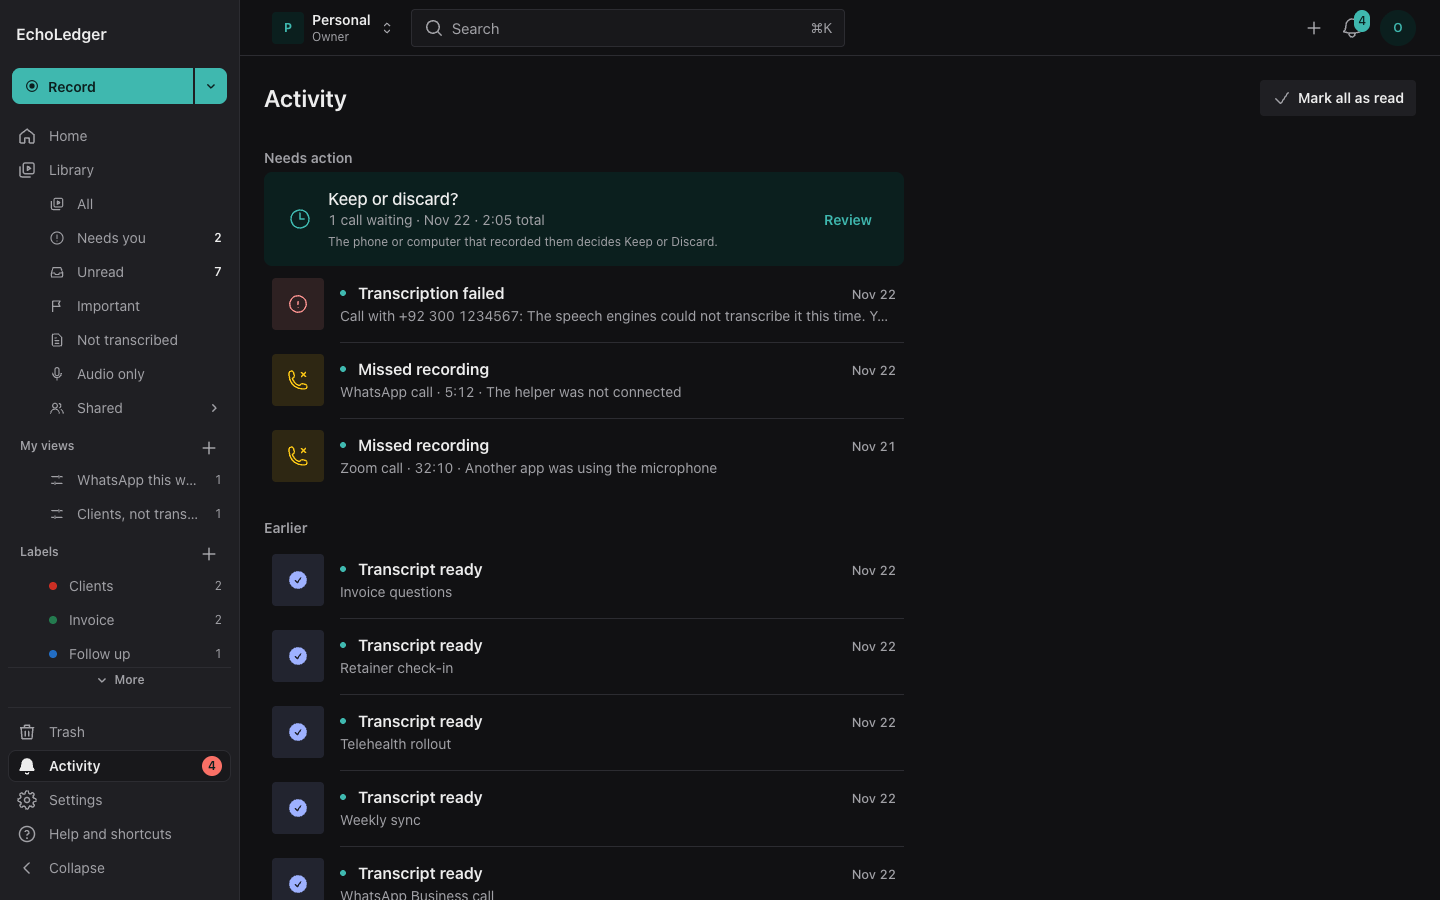 EchoLedger
Record
Home
Library
All
Needs you 2
Unread 7
Important
Not transcribed
Audio only
Shared
My views
WhatsApp this w... 1
Clients, not trans... 1
Labels
Clients 2
Invoice 2
Follow up 1
More
Trash
Activity 4
Settings
Help and shortcuts
Collapse
P
Personal
Owner
Search ⌘K
4
O
Activity
Mark all as read
Needs action
Keep or discard?
1 call waiting · Nov 22 · 2:05 total
Review
The phone or computer that recorded them decides Keep or Discard.
Transcription failed Nov 22
Call with +92 300 1234567: The speech engines could not transcribe it this time. Y...
Missed recording Nov 22
WhatsApp call · 5:12 · The helper was not connected
Missed recording Nov 21
Zoom call · 32:10 · Another app was using the microphone
Earlier
Transcript ready Nov 22
Invoice questions
Transcript ready Nov 22
Retainer check-in
Transcript ready Nov 22
Telehealth rollout
Transcript ready Nov 22
Weekly sync
Transcript ready Nov 22
WhatsApp Business call